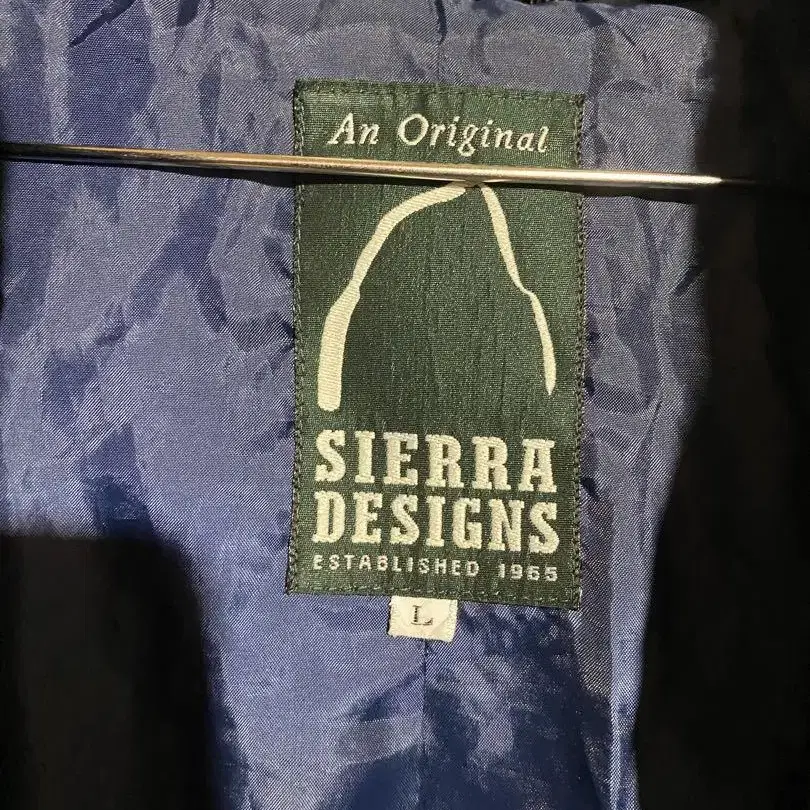 An Original
SIERRA
DESIGNS
ESTABLISHED 1965
L